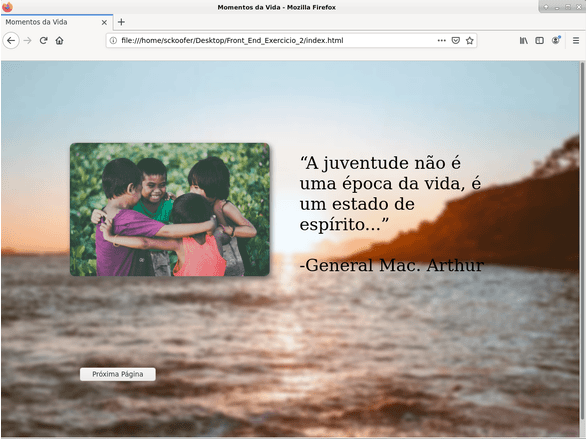 Momentos da Vida - Mozilla Firefox
Momentos da Vida
file:///home/sckoofer/Desktop/Front_End_Exercicio_2/index.html
“A juventude não é
uma época da vida, é
um estado de
espírito...”
-General Mac. Arthur
Próxima Página